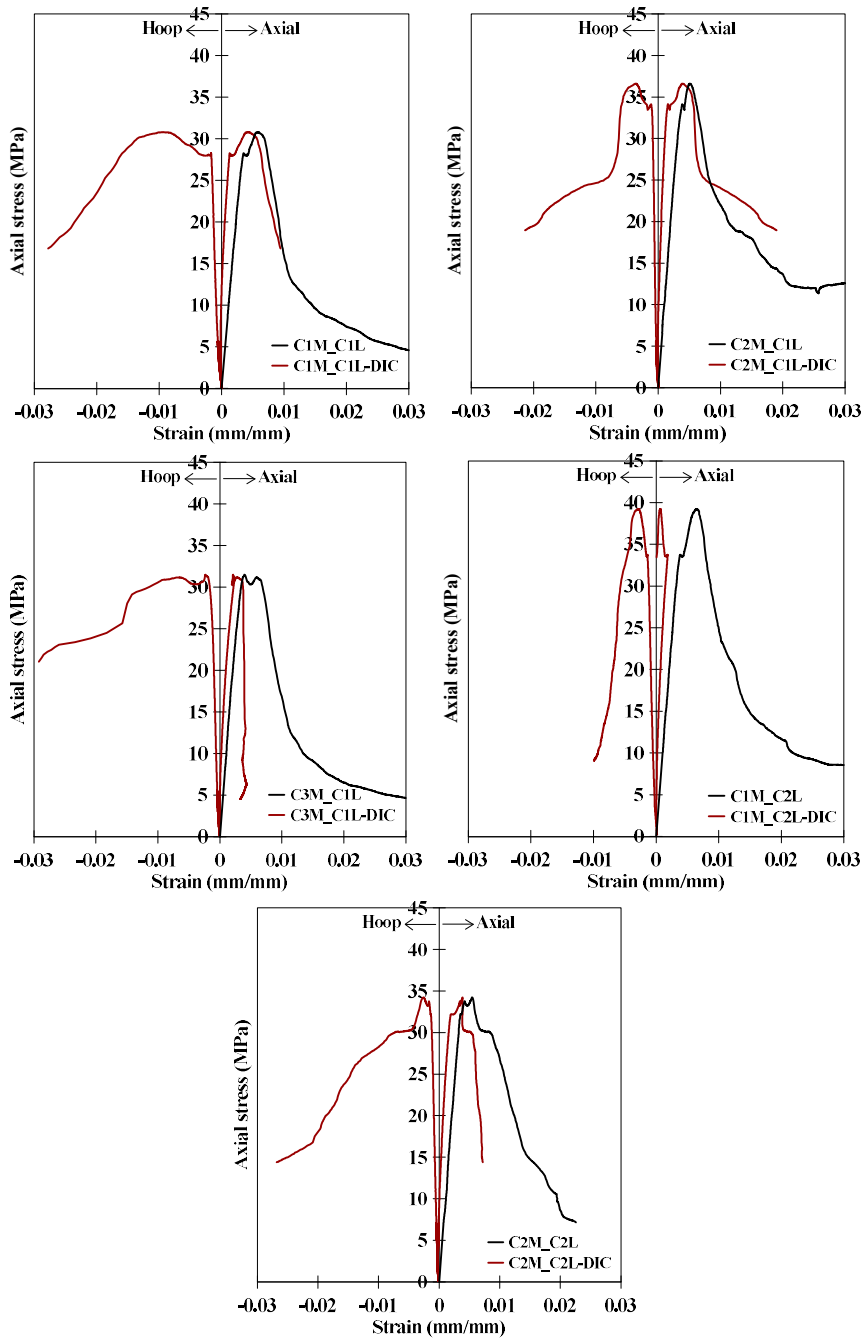 Hoop Axial
45
40
35
30
25
20
15
10
5
0
Axial stress (MPa)
C1M_C1L
C1M_C1L-DIC
-0.03 -0.02 -0.01 0 0.01 0.02 0.03
Strain (mm/mm)
Hoop Axial
45
40
35
30
25
20
15
10
5
0
Axial stress (MPa)
C2M_C1L
C2M_C1L-DIC
-0.03 -0.02 -0.01 0 0.01 0.02 0.03
Strain (mm/mm)
Hoop Axial
45
40
35
30
25
20
15
10
5
0
Axial stress (MPa)
C3M_C1L
C3M_C1L-DIC
-0.03 -0.02 -0.01 0 0.01 0.02 0.03
Strain (mm/mm)
Hoop Axial
45
40
35
30
25
20
15
10
5
0
Axial stress (MPa)
C1M_C2L
C1M_C2L-DIC
-0.03 -0.02 -0.01 0 0.01 0.02 0.03
Strain (mm/mm)
Hoop Axial
45
40
35
30
25
20
15
10
5
0
Axial stress (MPa)
C2M_C2L
C2M_C2L-DIC
-0.03 -0.02 -0.01 0 0.01 0.02 0.03
Strain (mm/mm)